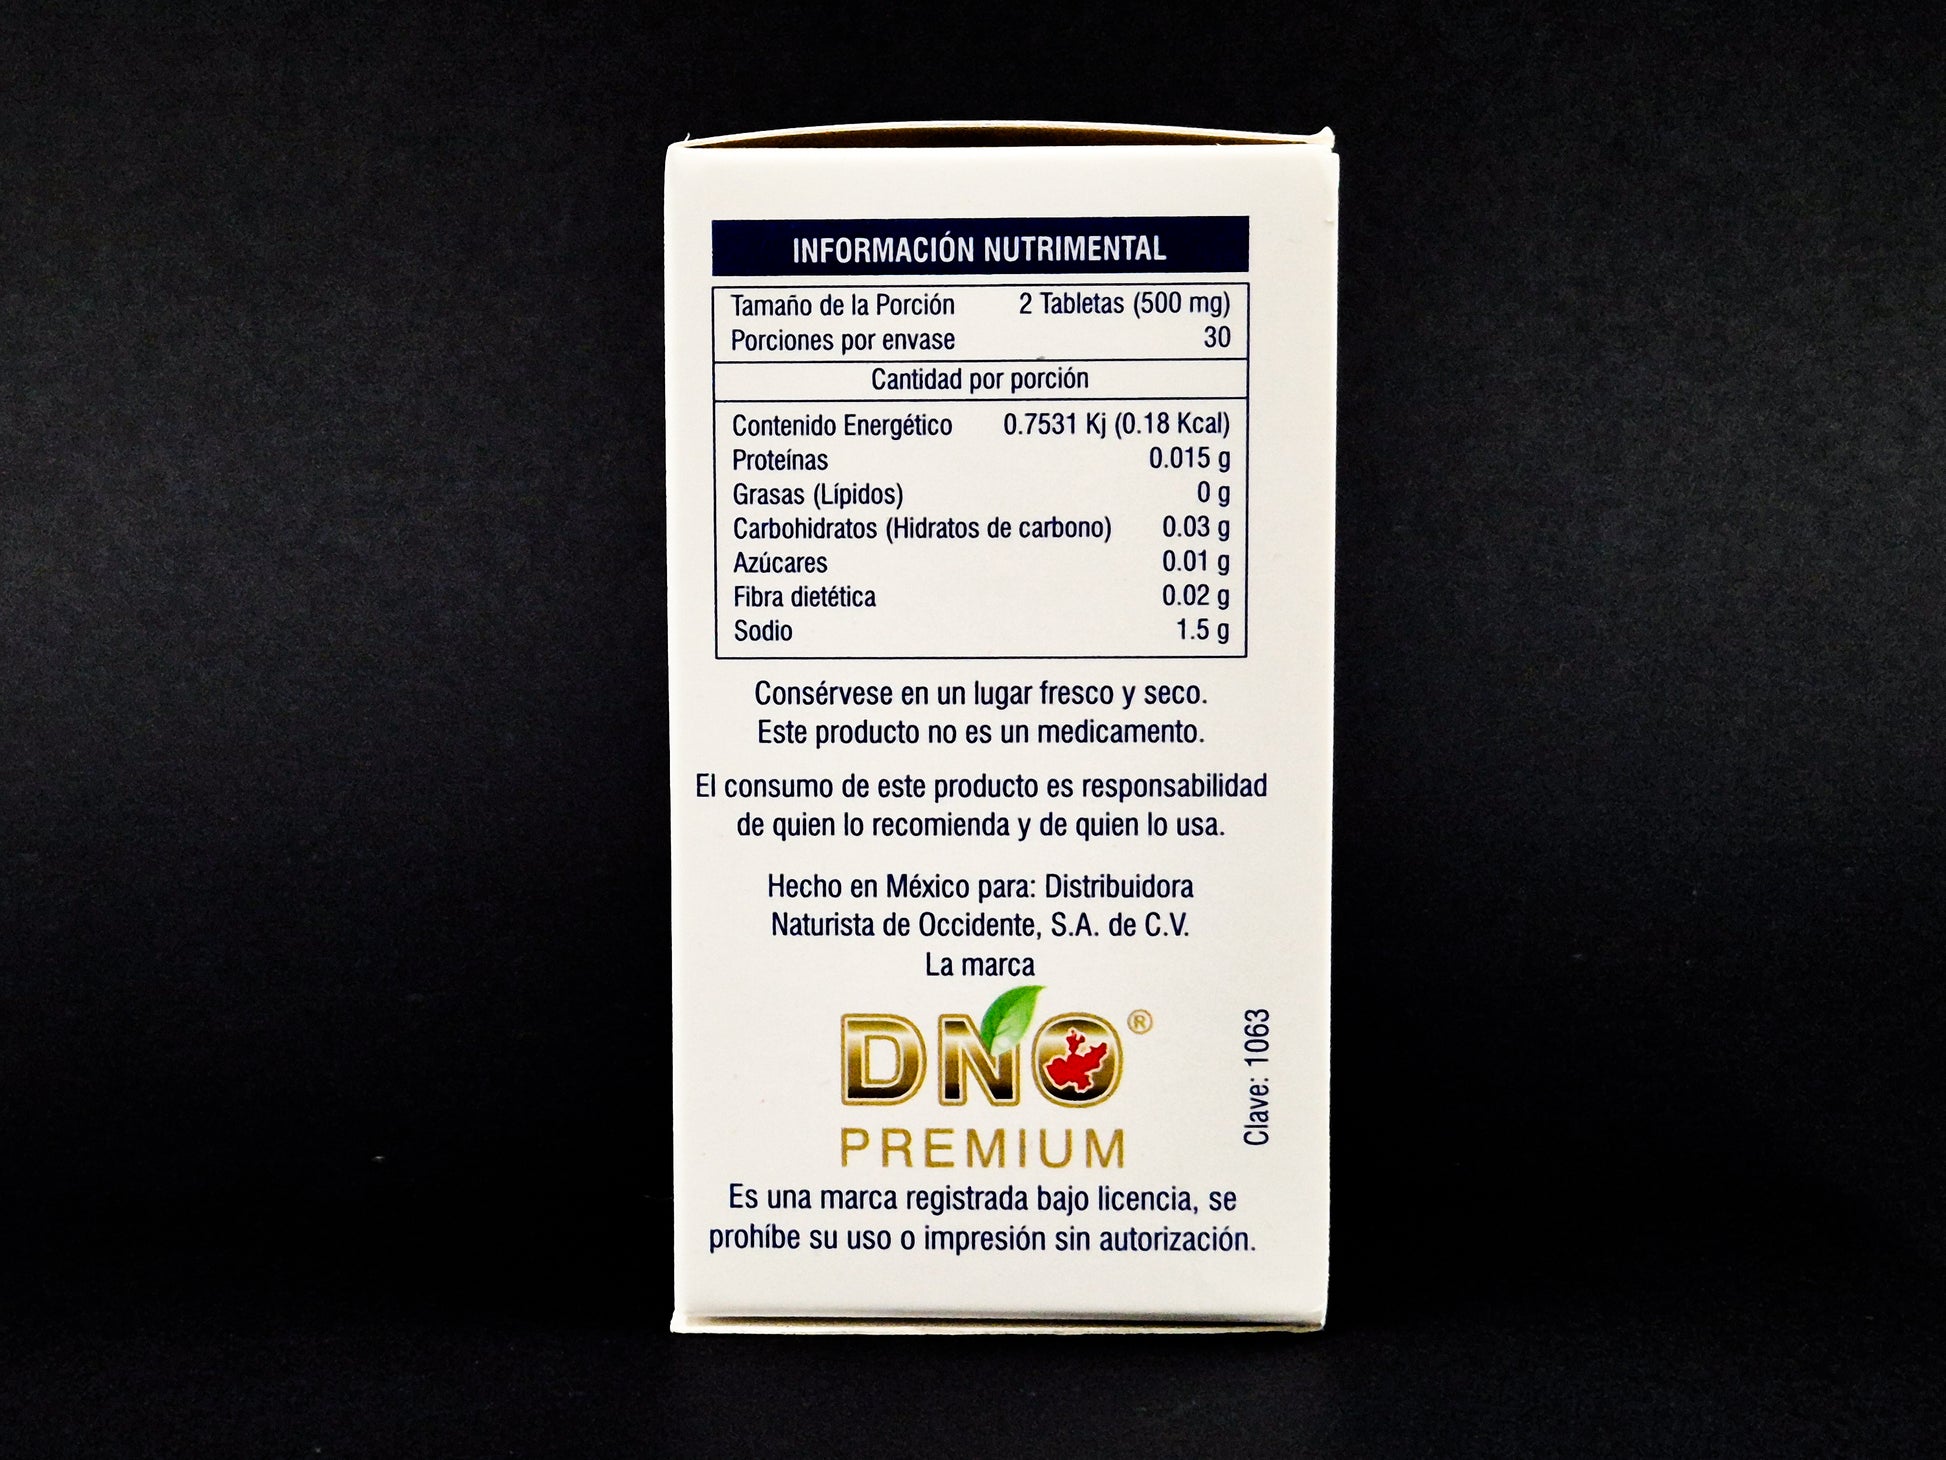 INFORMACIÓN NUTRIMENTAL
Tamaño de la Porción 2 Tabletas (500 mg)
Porciones por envase 30
Cantidad por porción
Contenido Energético 0.7531 Kj (0.18 Kcal)
Proteínas 0.015 g
Grasas (Lípidos) 0 g
Carbohidratos (Hidratos de carbono) 0.03 g
Azúcares 0.01 g
Fibra dietética 0.02 g
Sodio 1.5 g
Consérvese en un lugar fresco y seco.
Este producto no es un medicamento.
El consumo de este producto es responsabilidad
de quien lo recomienda y de quien lo usa.
Hecho en México para: Distribuidora
Naturista de Occidente, S.A. de C.V.
La marca
DNO®
PREMIUM
Clave: 1063
Es una marca registrada bajo licencia, se
prohíbe su uso o impresión sin autorización.